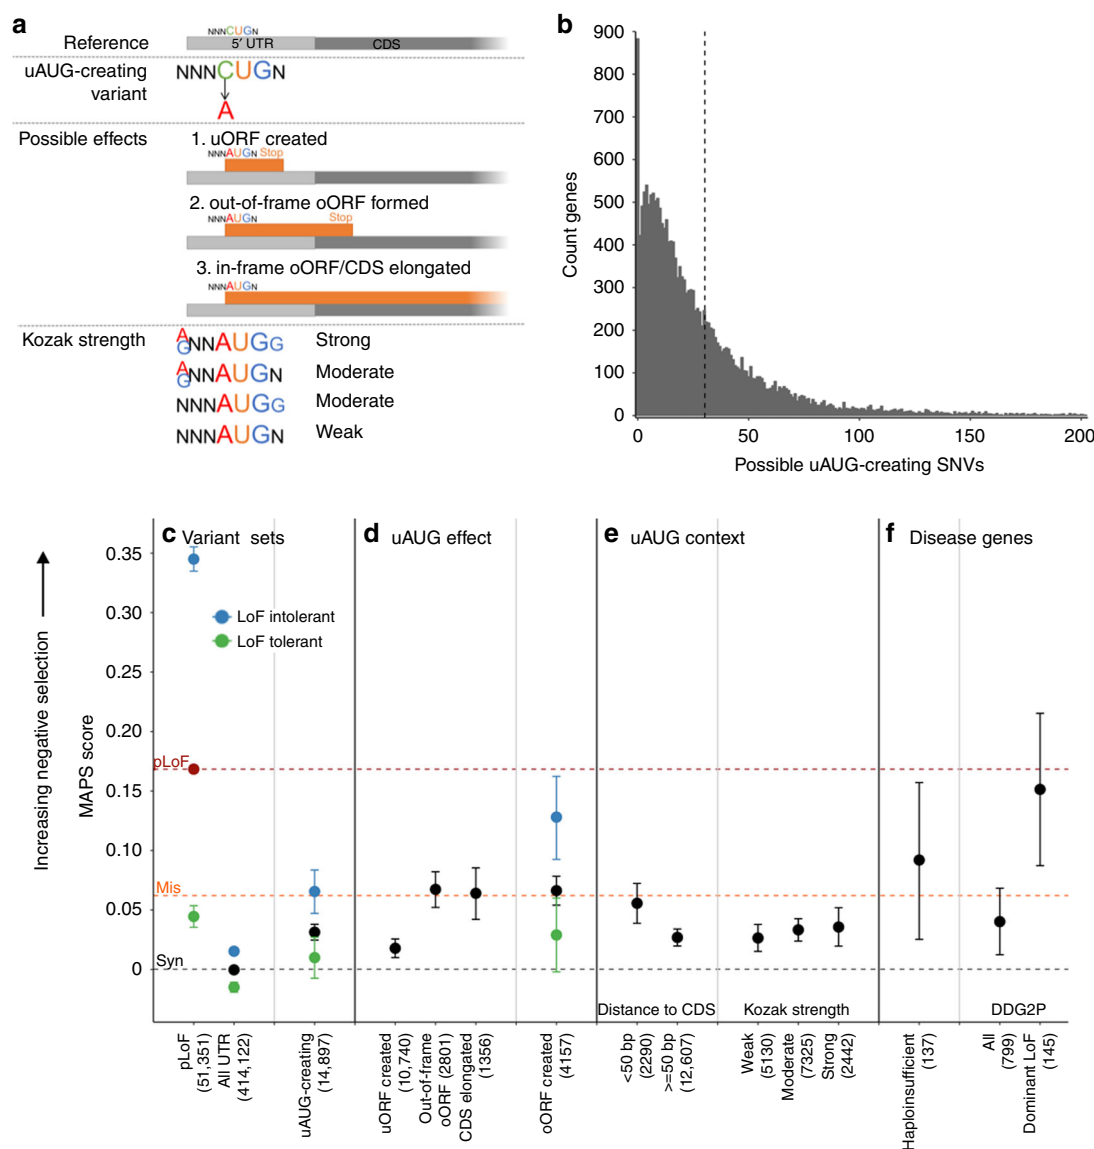 a
Reference
NNNCUGN
5′ UTR
CDS
uAUG-creating
variant
NNNCUGN
A
Possible effects
1. uORF created
NNNAUGN Stop
2. out-of-frame oORF formed
NNNAUGN
Stop
3. in-frame oORF/CDS elongated
NNNAUGN
Kozak strength
A
GNNAUGG
Strong
A
GNNAUGN
Moderate
NNNAUGG
Moderate
NNNAUGN
Weak
b
900
800
700
600
500
400
300
200
100
0
Count genes
0
50
100
150
200
Possible uAUG-creating SNVs
Increasing negative selection
MAPS score
0.35
0.30
0.25
0.20
0.15
0.10
0.05
0
c Variant sets
LoF intolerant
LoF tolerant
pLoF
Mis
Syn
pLoF
(51,351)
All UTR
(414,122)
uAUG-creating
(14,897)
d uAUG effect
uORF created
(10,740)
Out-of-frame
oORF (2801)
CDS elongated
(1356)
oORF created
(4157)
e uAUG context
Distance to CDS
<50 bp
(2290)
>=50 bp
(12,607)
Kozak strength
Weak
(5130)
Moderate
(7325)
Strong
(2442)
f Disease genes
Haploinsufficient
(137)
DDG2P
All
(799)
Dominant LoF
(145)